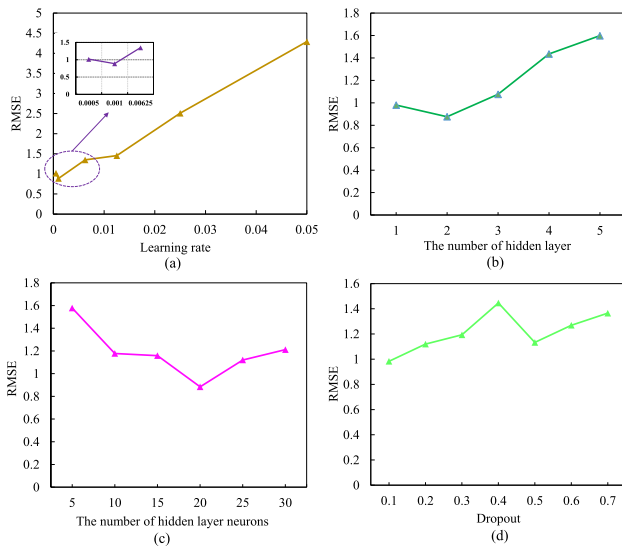 5
4.5
4
3.5
3
2.5
2
1.5
1
0.5
0
RMSE
1.5
1
0.5
0
0.0005 0.001 0.00625
0 0.01 0.02 0.03 0.04 0.05
Learning rate
(a)
1.8
1.6
1.4
1.2
1
0.8
0.6
0.4
0.2
0
RMSE
1 2 3 4 5
The number of hidden layer
(b)
1.8
1.6
1.4
1.2
1
0.8
0.6
0.4
0.2
0
RMSE
5 10 15 20 25 30
The number of hidden layer neurons
(c)
1.6
1.4
1.2
1
0.8
0.6
0.4
0.2
0
RMSE
0.1 0.2 0.3 0.4 0.5 0.6 0.7
Dropout
(d)